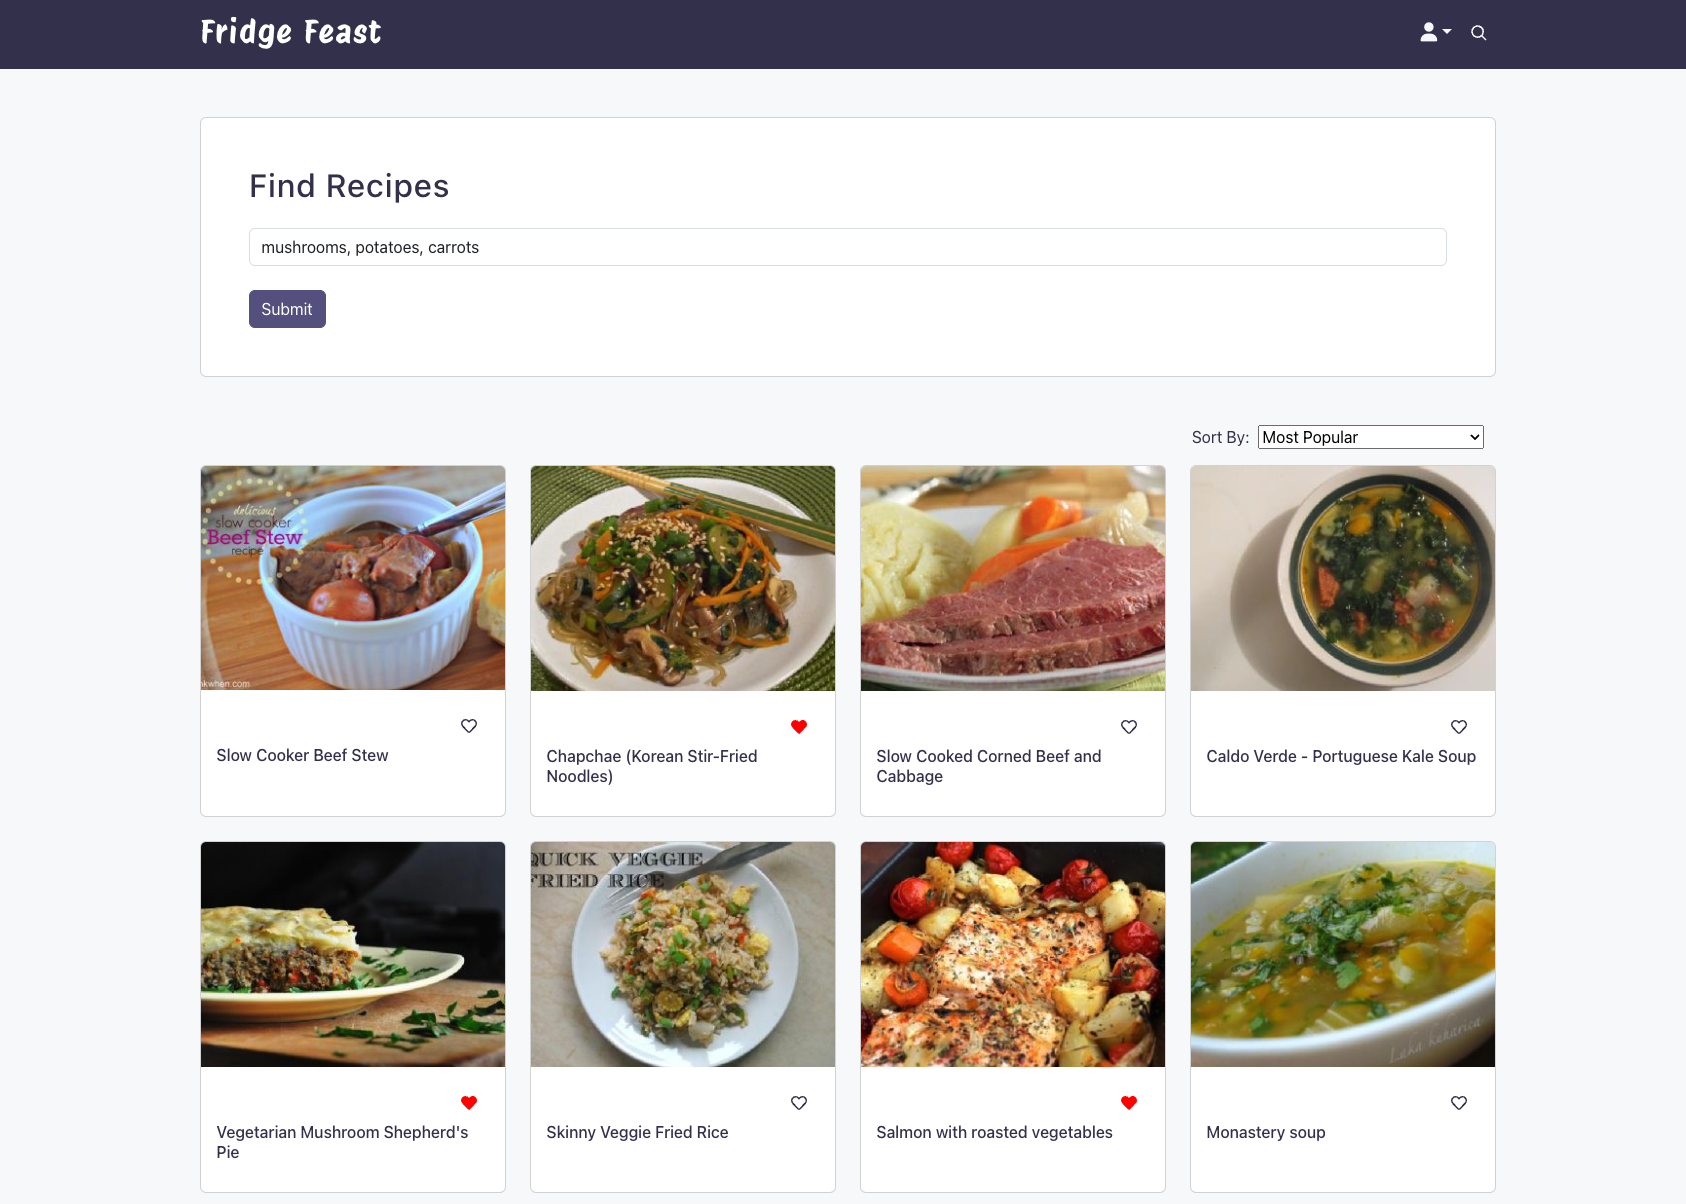 Fridge Feast
Find Recipes
mushrooms, potatoes, carrots
Submit
Sort By: Most Popular
delicious
slow cooker
Beef Stew
recipe
nkwhen.com
Slow Cooker Beef Stew
Chapchae (Korean Stir-Fried
Noodles)
Slow Cooked Corned Beef and
Cabbage
Caldo Verde - Portuguese Kale Soup
QUICK VEGGIE
FRIED RICE
Laka kuharica
Vegetarian Mushroom Shepherd's
Pie
Skinny Veggie Fried Rice
Salmon with roasted vegetables
Monastery soup